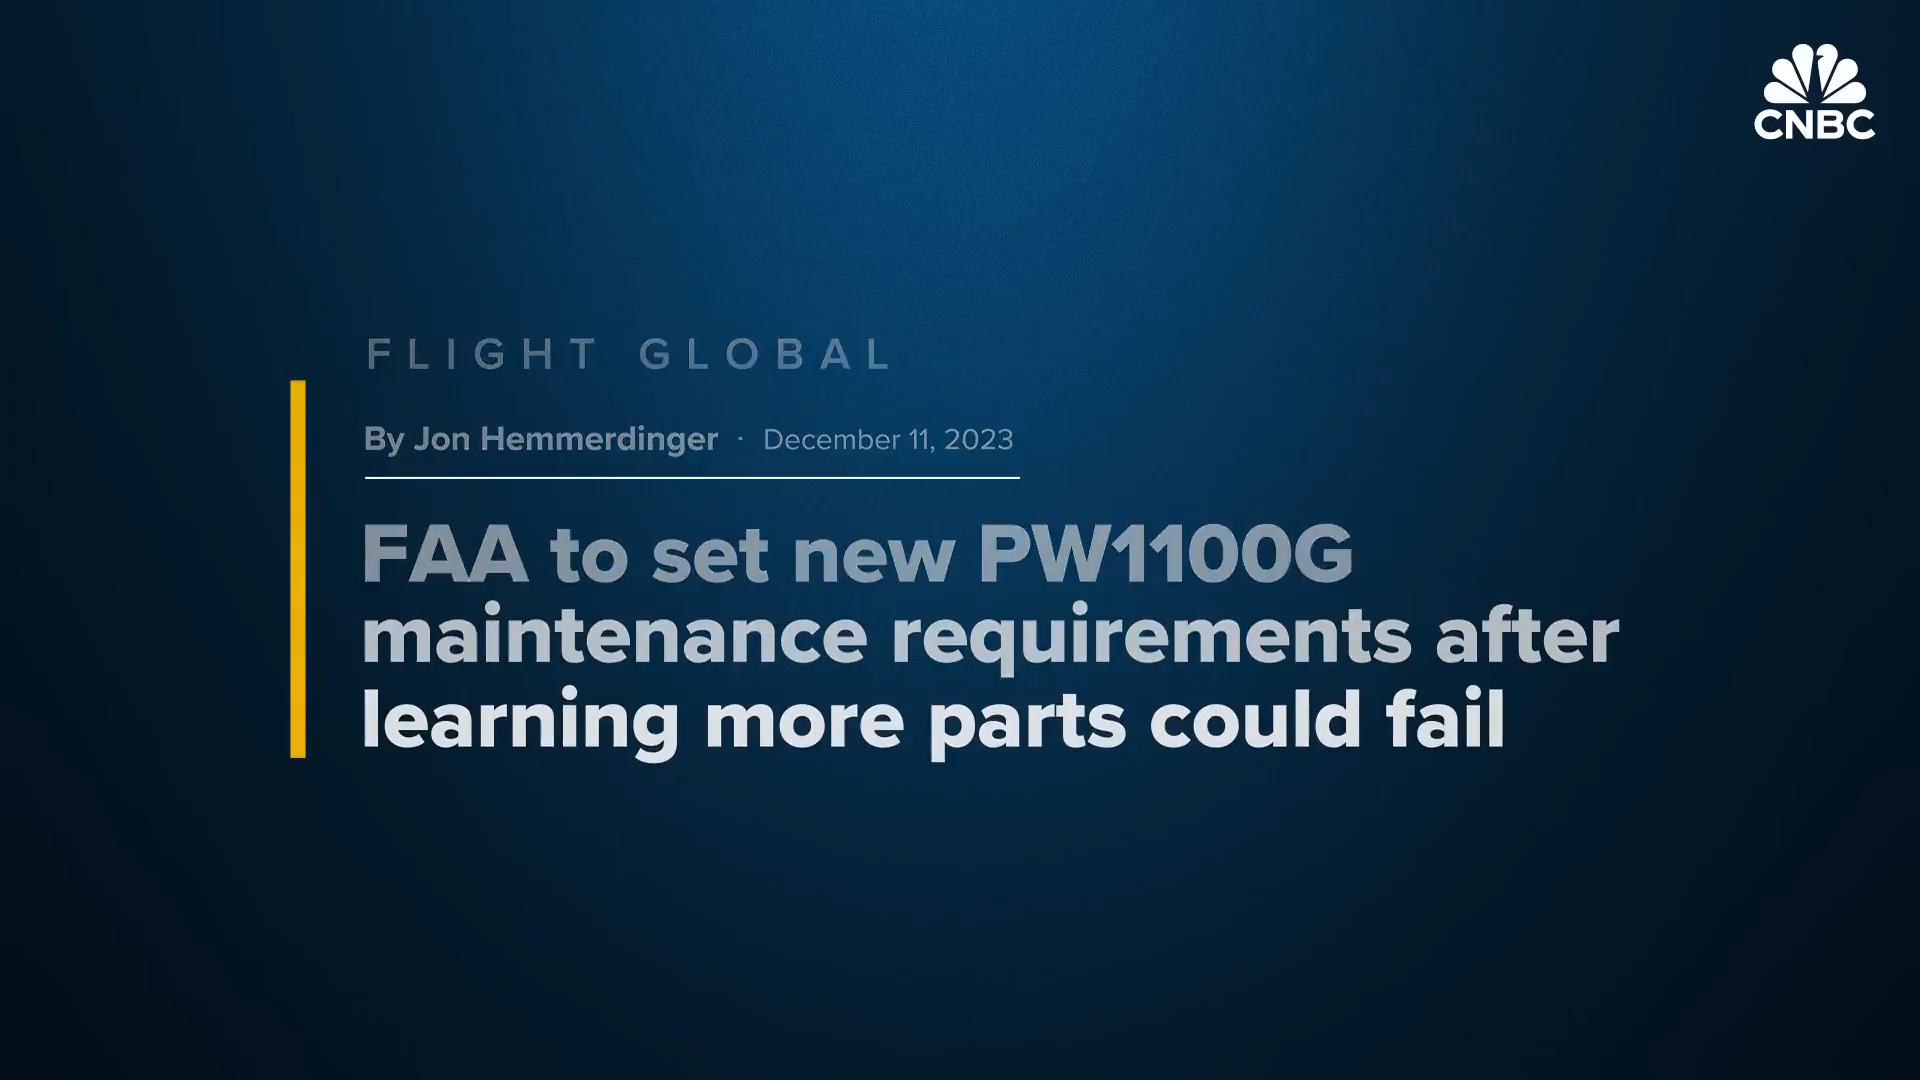 CNBC
FLIGHT GLOBAL
By Jon Hemmerdinger · December 11, 2023
FAA to set new PW1100G
maintenance requirements after
learning more parts could fail